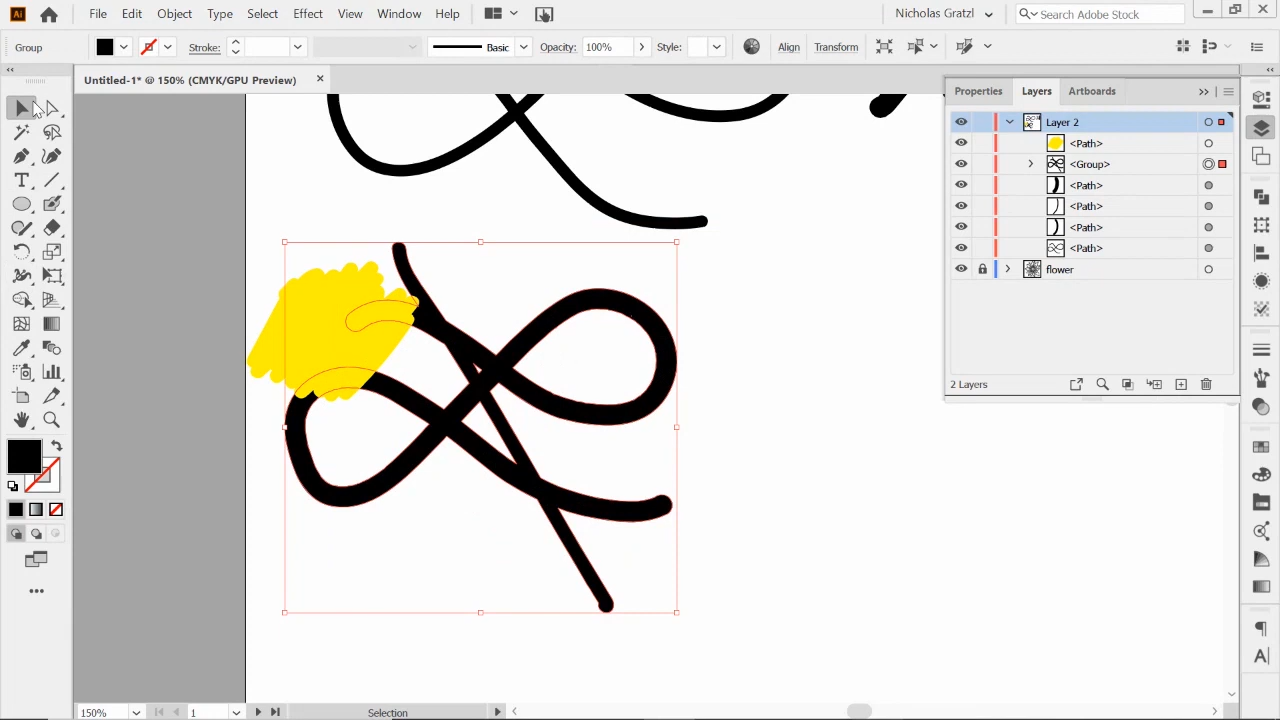 Ai File Edit Object Type Select Effect View Window Help Nicholas Gratzl Search Adobe Stock
Group Stroke: Basic Opacity: 100% Style: Align Transform
Untitled-1* @ 150% (CMYK/GPU Preview)
Properties Layers Artboards
Layer 2
<Path>
<Group>
<Path>
<Path>
<Path>
<Path>
flower
2 Layers
150% 1 Selection